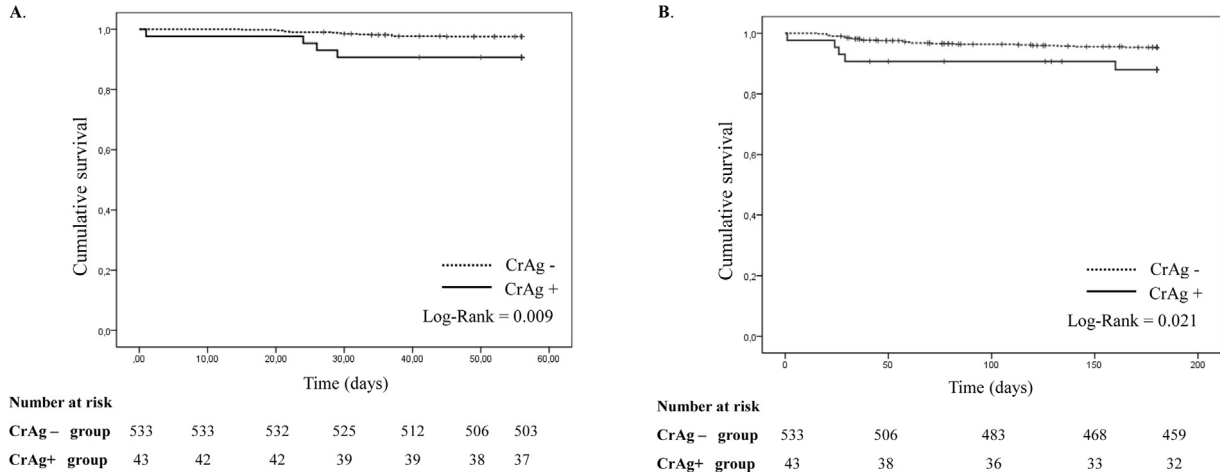 A.
1,0
0,8
0,6
0,4
0,2
0,0
Cumulative survival
CrAg -
CrAg +
Log-Rank = 0.009
,00 10,00 20,00 30,00 40,00 50,00 60,00
Time (days)
Number at risk
CrAg – group 533 533 532 525 512 506 503
CrAg+ group 43 42 42 39 39 38 37
B.
1,0
0,8
0,6
0,4
0,2
0,0
Cumulative survival
CrAg -
CrAg +
Log-Rank = 0.021
0 50 100 150 200
Time (days)
Number at risk
CrAg – group 533 506 483 468 459
CrAg+ group 43 38 36 33 32